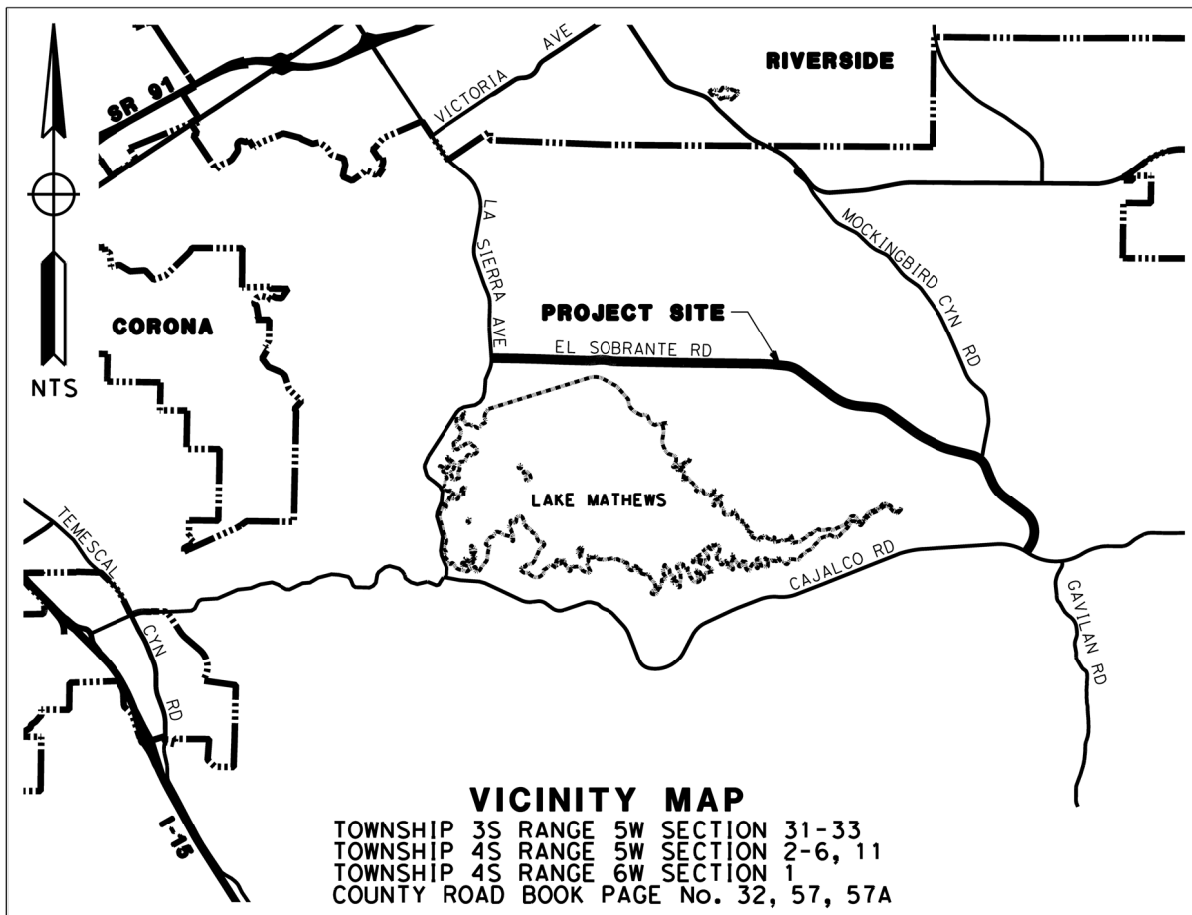 RIVERSIDE
SR 91
VICTORIA AVE
LA SIERRA AVE
MOCKINGBIRD CYN RD
CORONA
PROJECT SITE
EL SOBRANTE RD
NTS
LAKE MATHEWS
TEMESCAL CYN RD
CAJALCO RD
GAVILAN RD
I-15
VICINITY MAP
TOWNSHIP 3S RANGE 5W SECTION 31-33
TOWNSHIP 4S RANGE 5W SECTION 2-6, 11
TOWNSHIP 4S RANGE 6W SECTION 1
COUNTY ROAD BOOK PAGE No. 32, 57, 57A